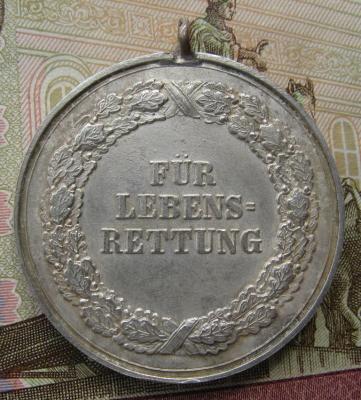 FÜR
LEBENS=
RETTUNG